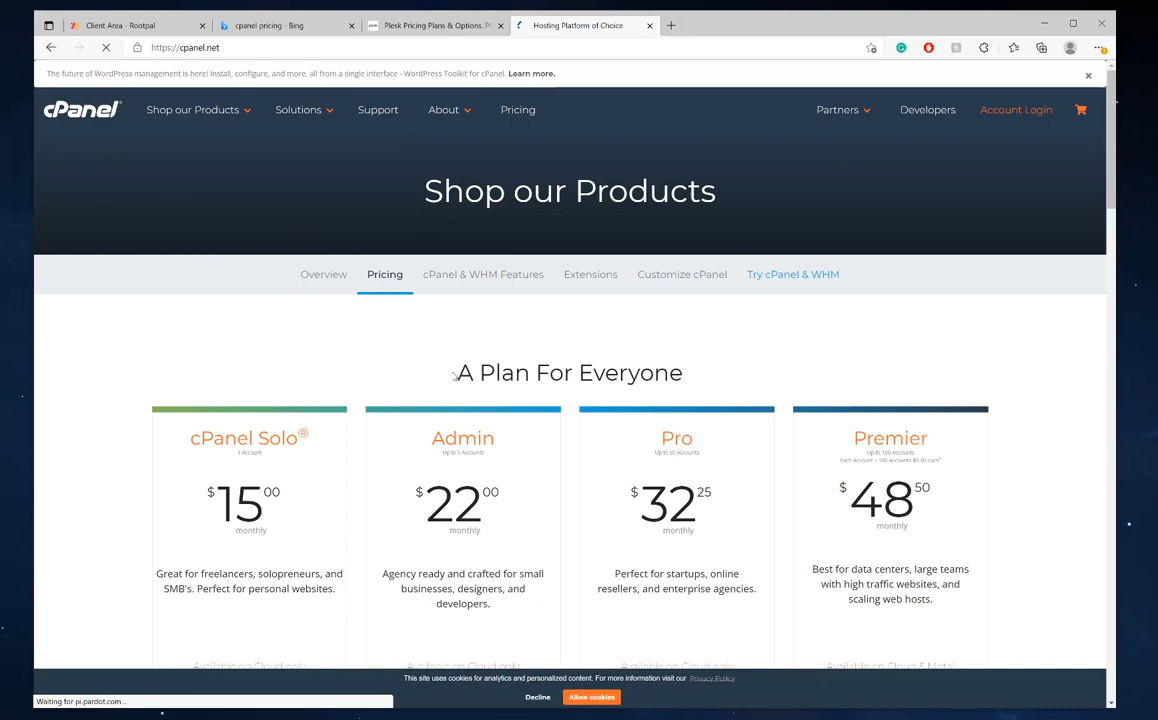 Client Area - Rootpal
cpanel pricing - Bing
Plesk Pricing Plans & Options. Pl
Hosting Platform of Choice
https://cpanel.net
The future of WordPress management is here! Install, configure, and more, all from a single interface - WordPress Toolkit for cPanel. Learn more.
cPanel®
Shop our Products
Solutions
Support
About
Pricing
Partners
Developers
Account Login
Shop our Products
Overview
Pricing
cPanel & WHM Features
Extensions
Customize cPanel
Try cPanel & WHM
A Plan For Everyone
cPanel Solo®
1 Account
$15 00
monthly
Great for freelancers, solopreneurs, and
SMB's. Perfect for personal websites.
Available on Cloud only
Admin
Up to 5 Accounts
$22 00
monthly
Agency ready and crafted for small
businesses, designers, and
developers.
Available on Cloud only
Pro
Up to 30 Accounts
$32 25
monthly
Perfect for startups, online
resellers, and enterprise agencies.
Available on Cloud only
Premier
Up to 100 Accounts
Each Account > 100 Accounts $0.30 each*
$48 50
monthly
Best for data centers, large teams
with high traffic websites, and
scaling web hosts.
Available on Cloud & Metal
This site uses cookies for analytics and personalized content. For more information visit our Privacy Policy
Decline
Allow cookies
Waiting for pi.pardot.com...